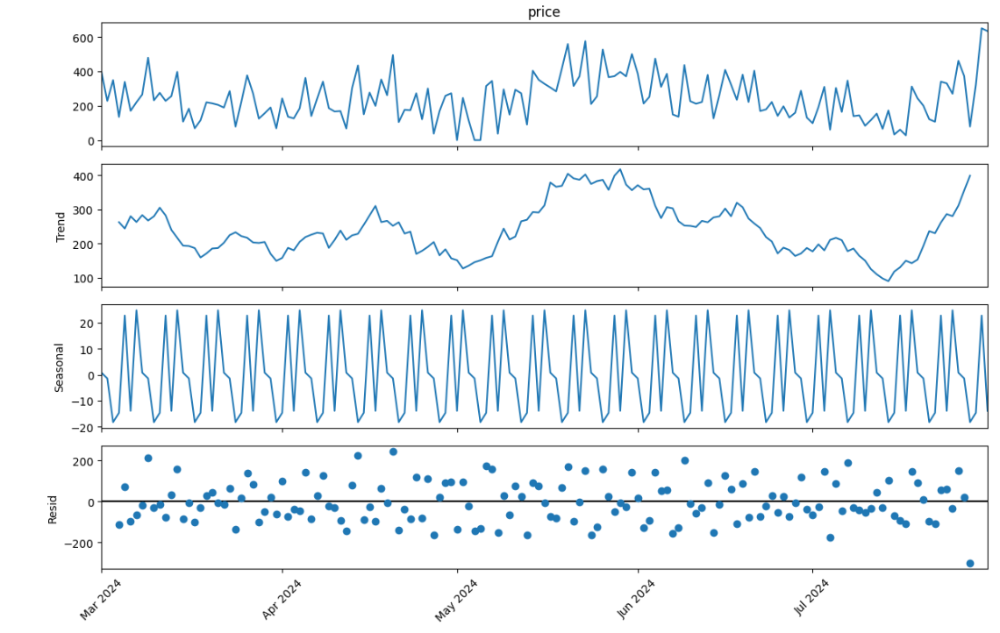 price
600
400
200
0
Trend
400
300
200
100
Seasonal
20
10
0
−10
−20
Resid
200
0
−200
Mar 2024
Apr 2024
May 2024
Jun 2024
Jul 2024